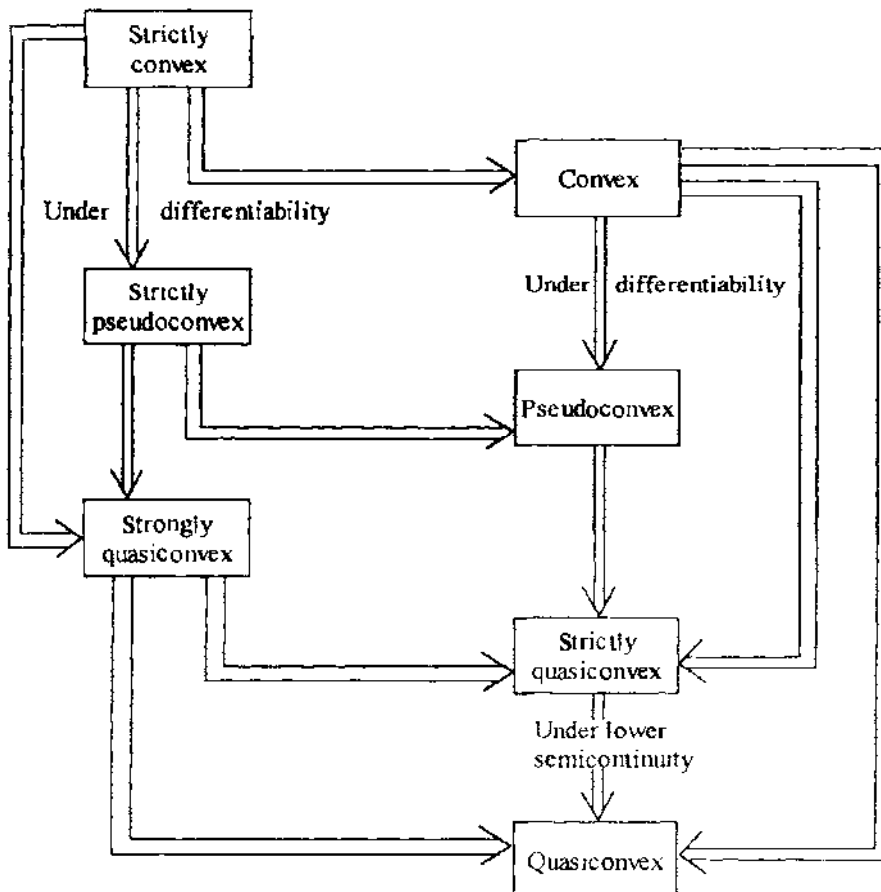 Strictly
convex
Convex
Under differentiability
Strictly
pseudoconvex
Under differentiability
Pseudoconvex
Strongly
quasiconvex
Strictly
quasiconvex
Under lower
semicontinuity
Quasiconvex